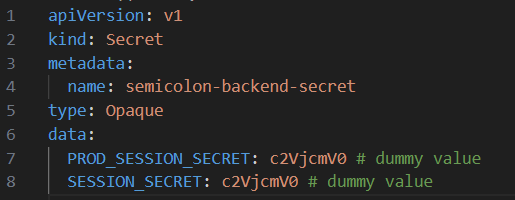 1 apiVersion: v1
2 kind: Secret
3 metadata:
4   name: semicolon-backend-secret
5 type: Opaque
6 data:
7   PROD_SESSION_SECRET: c2VjcmV0 # dummy value
8   SESSION_SECRET: c2VjcmV0 # dummy value